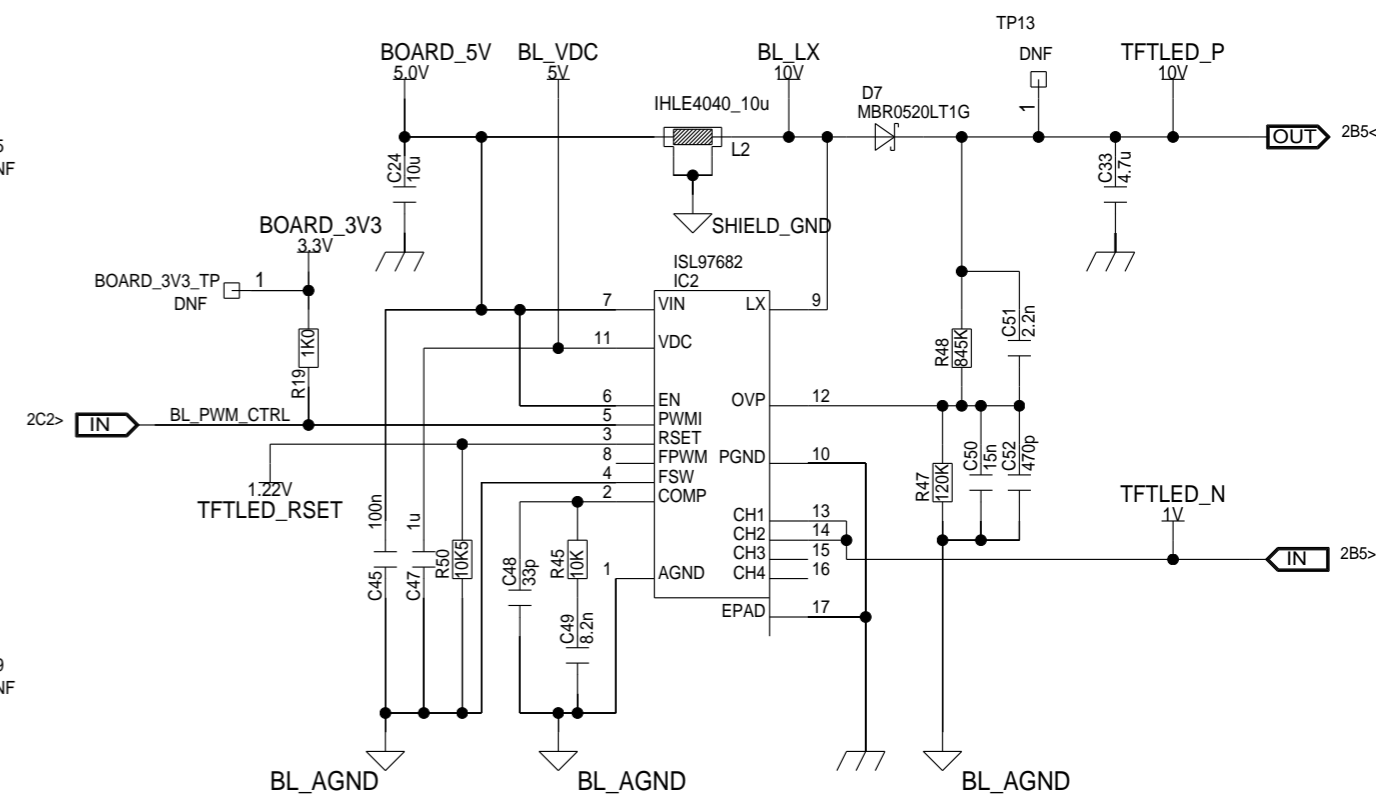 TP13
DNF
BOARD_5V
5.0V
BL_VDC
5V
BL_LX
10V
TFTLED_P
10V
IHLE4040_10u
L2
D7
MBR0520LT1G
1
OUT
2B5<
5
NF
C24
10u
C33
4.7u
SHIELD_GND
BOARD_3V3
3.3V
BOARD_3V3_TP
DNF
1
ISL97682
IC2
7
VIN
LX
9
11
VDC
R19
1K0
R48
845K
C51
2.2n
6
EN
OVP
12
2C2>
IN
BL_PWM_CTRL
5
PWMI
3
RSET
8
FPWM
PGND
10
4
FSW
2
COMP
1.22V
TFTLED_RSET
R47
120K
C50
15n
C52
470p
TFTLED_N
1V
CH1
13
CH2
14
CH3
15
CH4
16
IN
2B5>
C45
100n
C47
1u
R50
10K5
C48
33p
R45
10K
C49
8.2n
1
AGND
EPAD
17
9
NF
BL_AGND
BL_AGND
BL_AGND